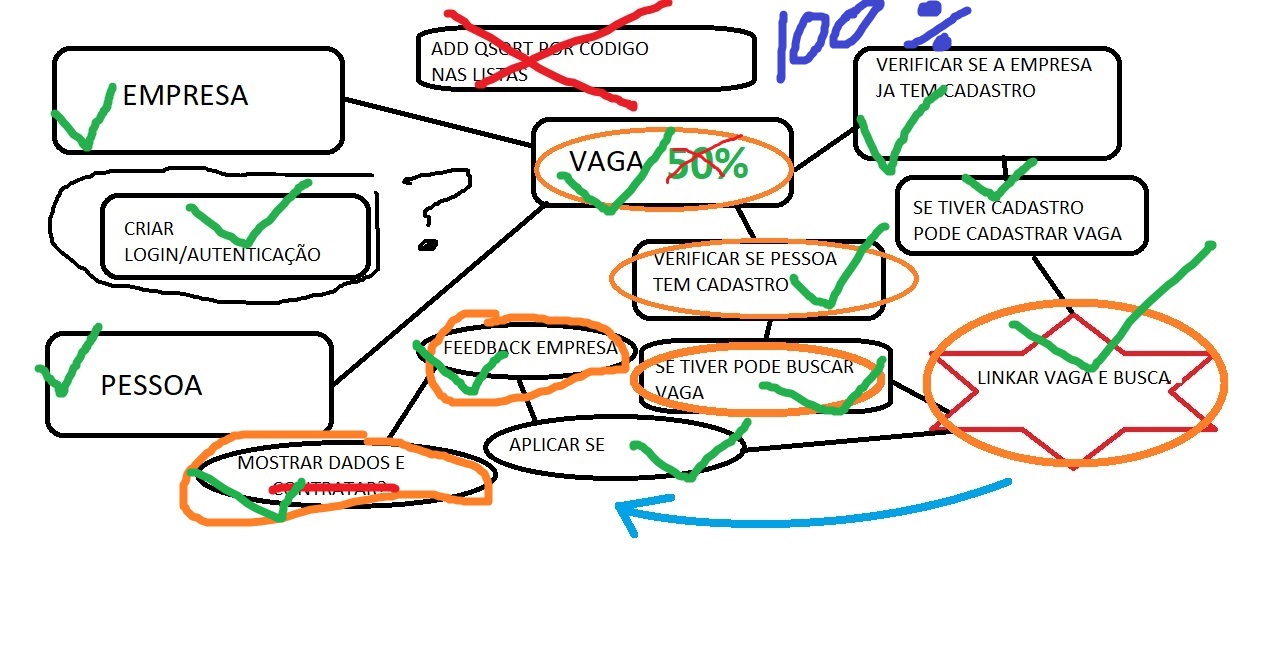 100%
ADD QSORT POR CODIGO
NAS LISTAS
EMPRESA
VERIFICAR SE A EMPRESA
JA TEM CADASTRO
VAGA 50%
?
CRIAR
LOGIN/AUTENTICAÇÃO
SE TIVER CADASTRO
PODE CADASTRAR VAGA
VERIFICAR SE PESSOA
TEM CADASTRO
FEEDBACK EMPRESA
SE TIVER PODE BUSCAR
VAGA
LINKAR VAGA E BUSCA
PESSOA
APLICAR SE
MOSTRAR DADOS E
CONTRATAR?